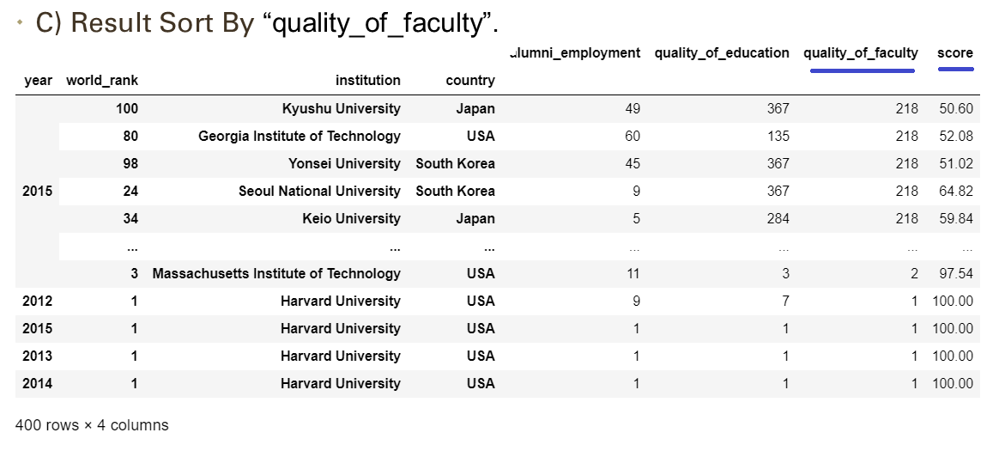 C) Result Sort By “quality_of_faculty”.
alumni_employment quality_of_education quality_of_faculty score
year world_rank institution country
100 Kyushu University Japan 49 367 218 50.60
80 Georgia Institute of Technology USA 60 135 218 52.08
98 Yonsei University South Korea 45 367 218 51.02
2015 24 Seoul National University South Korea 9 367 218 64.82
34 Keio University Japan 5 284 218 59.84
... ... ... ... ... ... ...
3 Massachusetts Institute of Technology USA 11 3 2 97.54
2012 1 Harvard University USA 9 7 1 100.00
2015 1 Harvard University USA 1 1 1 100.00
2013 1 Harvard University USA 1 1 1 100.00
2014 1 Harvard University USA 1 1 1 100.00
400 rows × 4 columns